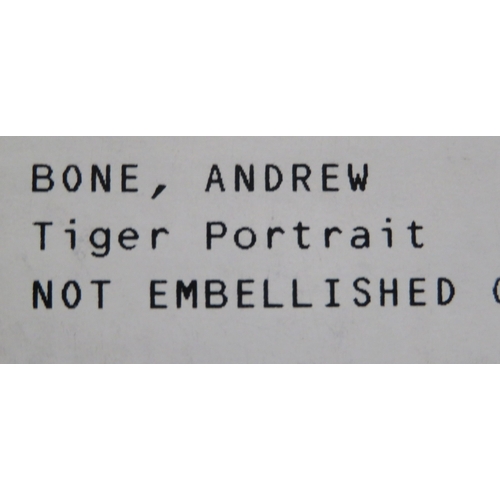 BONE, ANDREW
Tiger Portrait
NOT EMBELLISHED